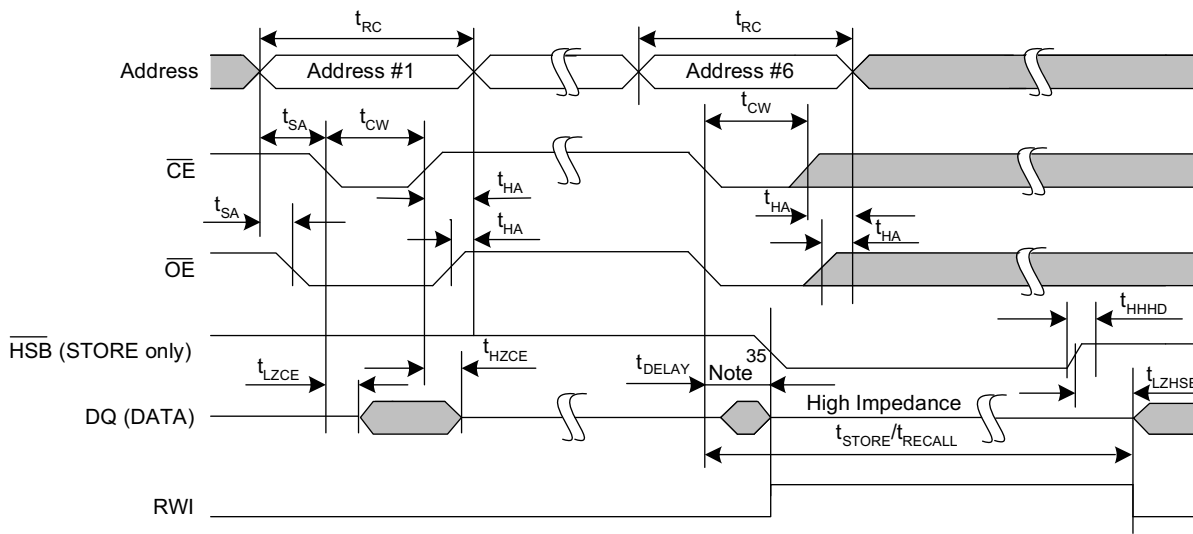 tRC
tRC
Address
Address #1
Address #6
tSA
tCW
tCW
CE
tHA
tSA
tHA
tHA
tHA
OE
tHHHD
HSB (STORE only)
tHZCE
35
tLZCE
tDELAY
Note
tLZHSB
DQ (DATA)
High Impedance
tSTORE/tRECALL
RWI